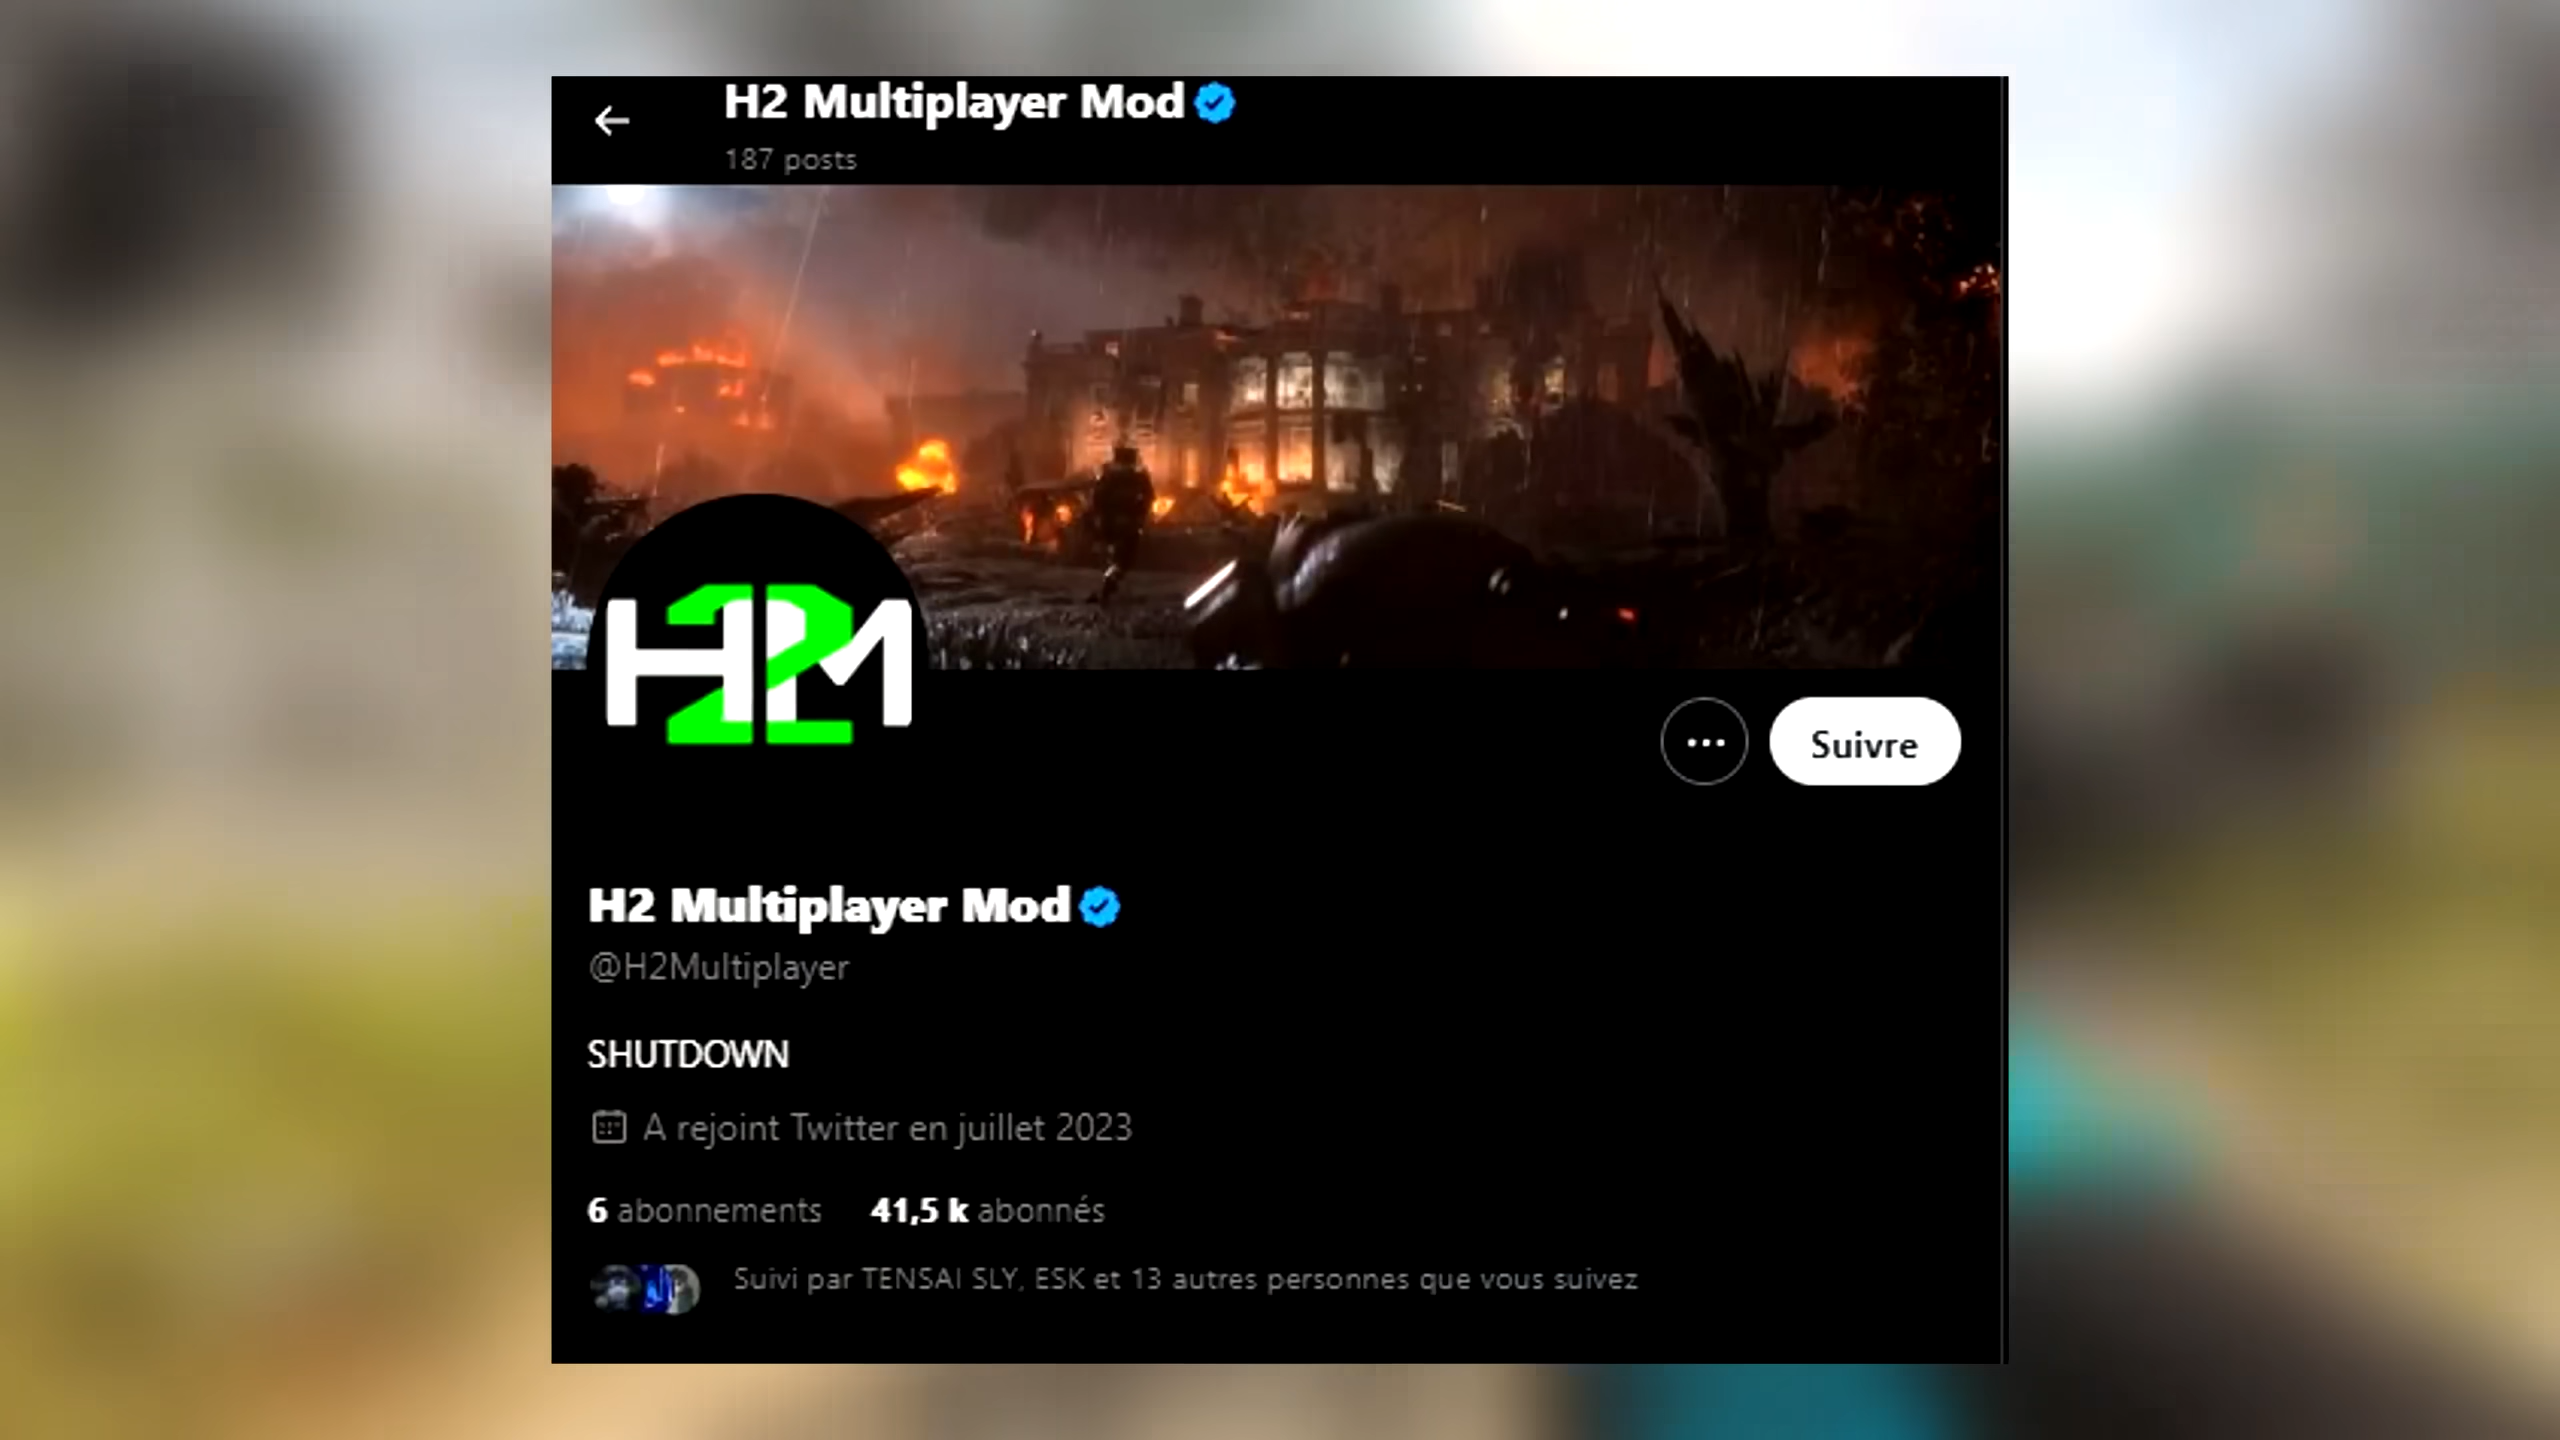 H2 Multiplayer Mod
187 posts
H2M
Suivre
H2 Multiplayer Mod
@H2Multiplayer
SHUTDOWN
A rejoint Twitter en juillet 2023
6 abonnements 41,5 k abonnés
Suivi par TENSAI SLY, ESK et 13 autres personnes que vous suivez